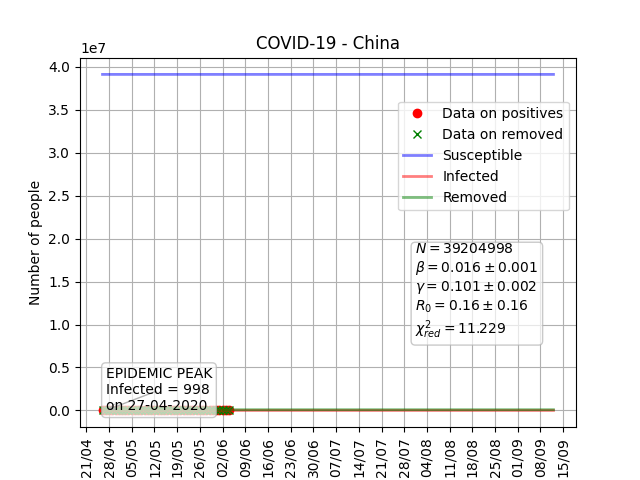 COVID-19 - China
1e7
4.0
3.5
3.0
2.5
2.0
1.5
1.0
0.5
0.0
Number of people
Data on positives
Data on removed
Susceptible
Infected
Removed
N = 39204998
β = 0.016 ± 0.001
γ = 0.101 ± 0.002
R₀ = 0.16 ± 0.16
χ²red = 11.229
EPIDEMIC PEAK
Infected = 998
on 27-04-2020
21/04
28/04
05/05
12/05
19/05
26/05
02/06
09/06
16/06
23/06
30/06
07/07
14/07
21/07
28/07
04/08
11/08
18/08
25/08
01/09
08/09
15/09